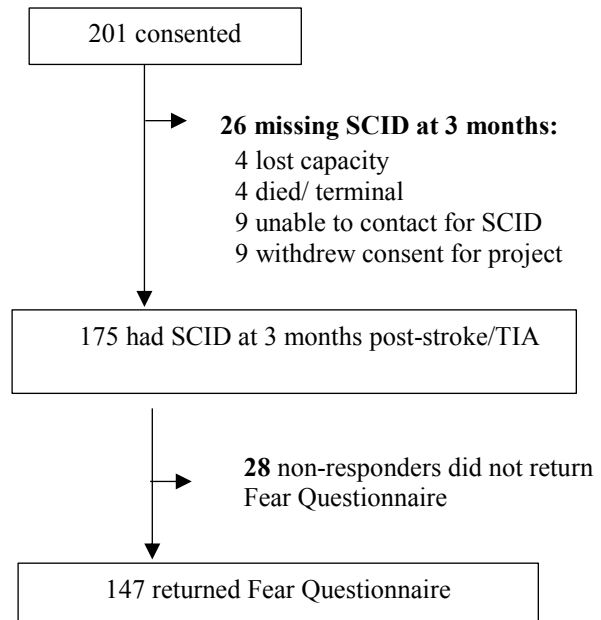 201 consented
26 missing SCID at 3 months:
4 lost capacity
4 died/ terminal
9 unable to contact for SCID
9 withdrew consent for project
175 had SCID at 3 months post-stroke/TIA
28 non-responders did not return
Fear Questionnaire
147 returned Fear Questionnaire